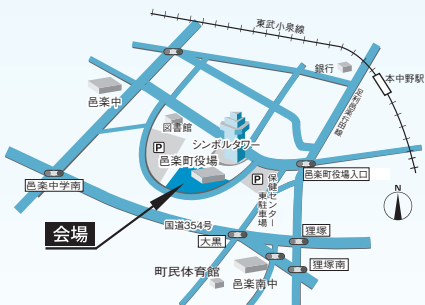 東武小泉線
銀行
本中野駅
足利邑楽行田線
邑楽中
図書館
シンボルタワー
P
邑楽町役場
P
保健センター
東駐車場
邑楽町役場入口
邑楽中学南
N
会場
国道354号
大黒
狸塚
狸塚南
町民体育館
邑楽南中